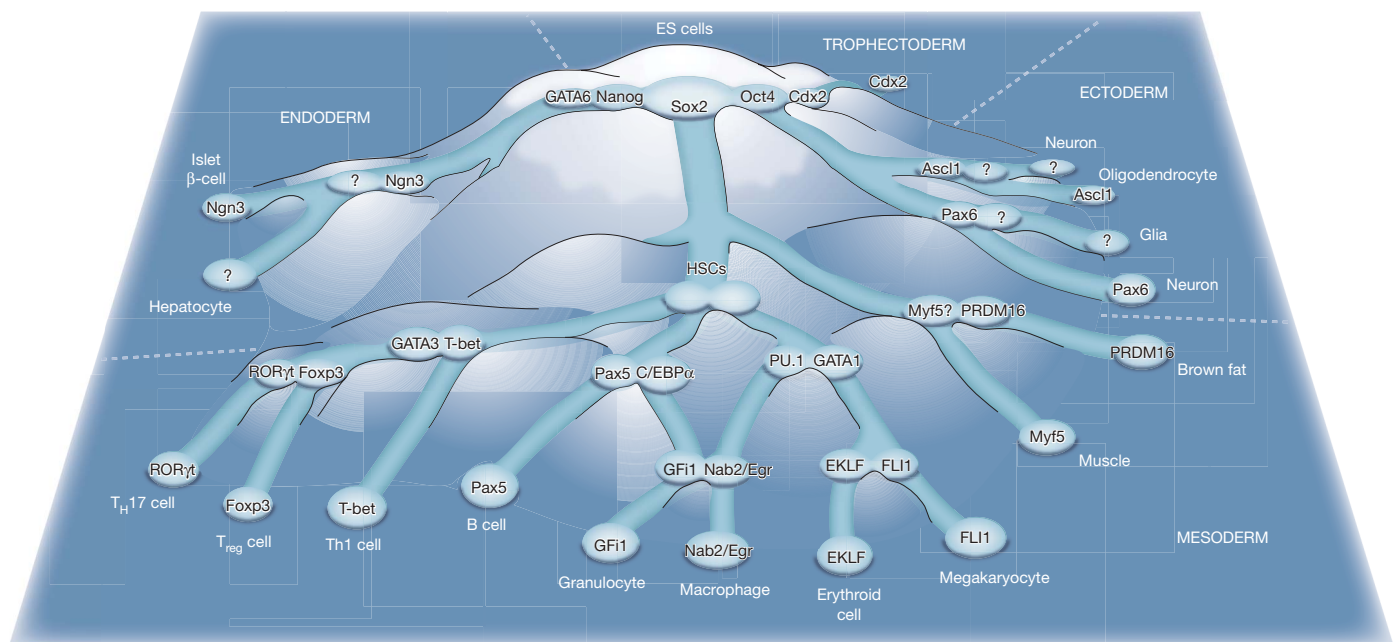 ES cells
TROPHECTODERM
Cdx2
ECTODERM
GATA6 Nanog Sox2 Oct4 Cdx2
ENDODERM
Neuron
Islet
β-cell
? Ngn3
Ascl1 ? ?
Oligodendrocyte
Ngn3
Ascl1
Pax6 ?
Glia
?
?
HSCs
Hepatocyte
Pax6
Neuron
Myf5? PRDM16
GATA3 T-bet
PRDM16
Brown fat
RORγt Foxp3
Pax5 C/EBPα
PU.1 GATA1
Myf5
Muscle
RORγt
GFi1 Nab2/Egr
EKLF FLI1
TH17 cell
Foxp3
T-bet
Pax5
B cell
Treg cell
Th1 cell
GFi1
Nab2/Egr
EKLF
FLI1
MESODERM
Granulocyte
Macrophage
Erythroid
cell
Megakaryocyte